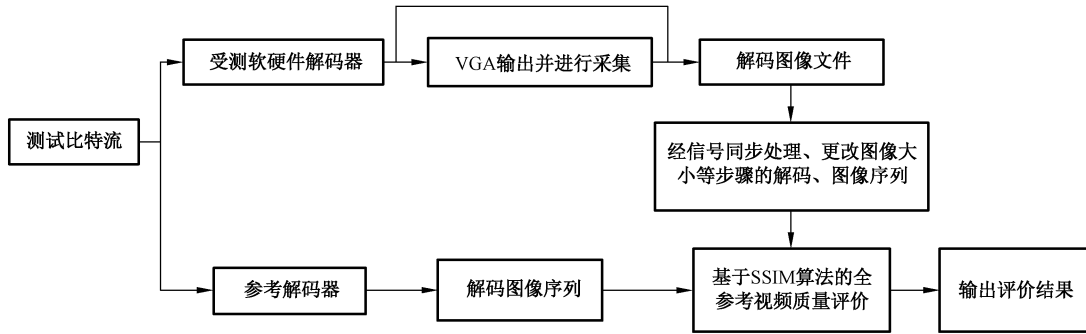 受测软硬件解码器
VGA输出并进行采集
解码图像文件
测试比特流
经信号同步处理、更改图像大
小等步骤的解码、图像序列
参考解码器
解码图像序列
基于SSIM算法的全
参考视频质量评价
输出评价结果